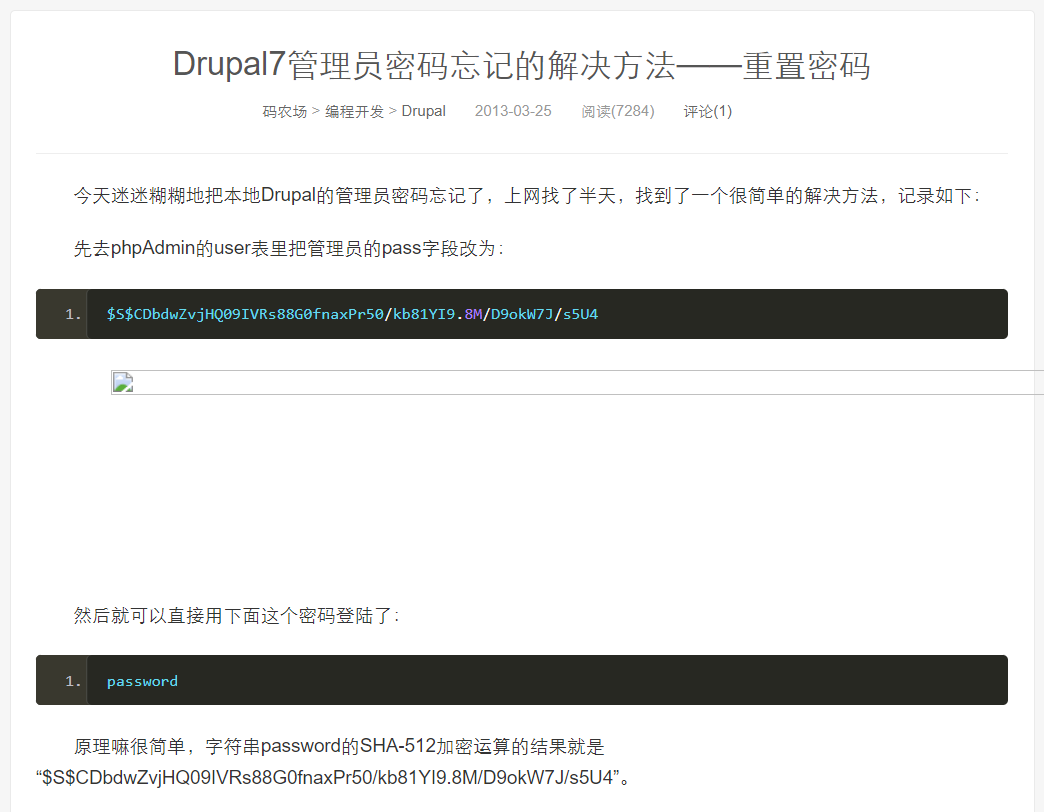 Drupal7管理员密码忘记的解决方法——重置密码
码农场 > 编程开发 > Drupal 2013-03-25 阅读(7284) 评论(1)
今天迷迷糊糊地把本地Drupal的管理员密码忘记了，上网找了半天，找到了一个很简单的解决方法，记录如下：
先去phpAdmin的user表里把管理员的pass字段改为：
1. $S$CDbdwZvjHQ09IVRs88G0fnaxPr50/kb81YI9.8M/D9okW7J/s5U4
然后就可以直接用下面这个密码登陆了：
1. password
原理嘛很简单，字符串password的SHA-512加密运算的结果就是
“$S$CDbdwZvjHQ09IVRs88G0fnaxPr50/kb81YI9.8M/D9okW7J/s5U4”。